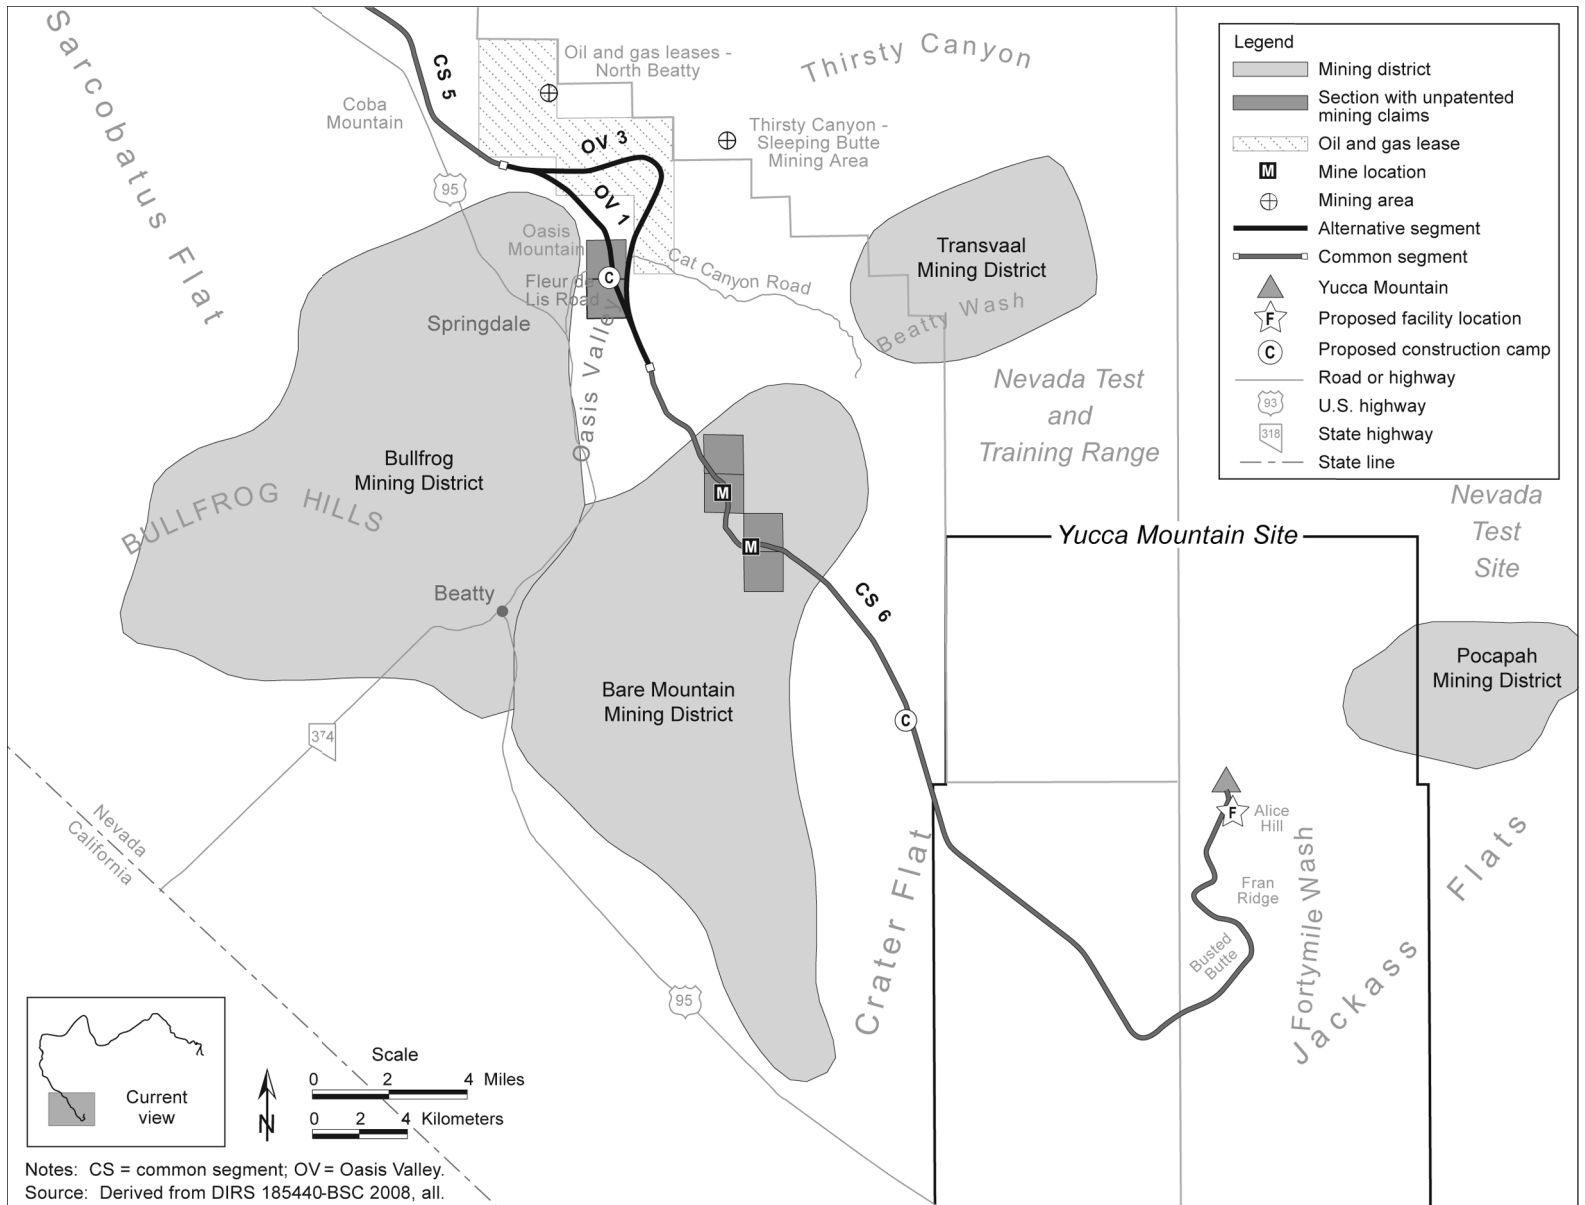 Sarcobatus Flat
CS 5
Oil and gas leases -
North Beatty
Thirsty Canyon
Coba
Mountain
OV 3
Thirsty Canyon -
Sleeping Butte
Mining Area
95
OV 1
Oasis
Mountain
Cat Canyon Road
Transvaal
Mining District
C
Fleur de
Lis Road
Beatty Wash
Springdale
Oasis Valley
Nevada Test
and
Training Range
Bullfrog
Mining District
BULLFROG HILLS
M
M
Yucca Mountain Site
Nevada
Test
Site
Beatty
CS 6
Pocapah
Mining District
Bare Mountain
Mining District
C
374
Nevada
California
F
Alice
Hill
Crater Flat
Fran
Ridge
Busted
Butte
Fortymile Wash
Jackass Flats
95
Legend
Mining district
Section with unpatented
mining claims
Oil and gas lease
M Mine location
Mining area
Alternative segment
Common segment
Yucca Mountain
F Proposed facility location
C Proposed construction camp
Road or highway
93 U.S. highway
318 State highway
State line
Current
view
N
Scale
0 2 4 Miles
0 2 4 Kilometers
Notes: CS = common segment; OV = Oasis Valley.
Source: Derived from DIRS 185440-BSC 2008, all.